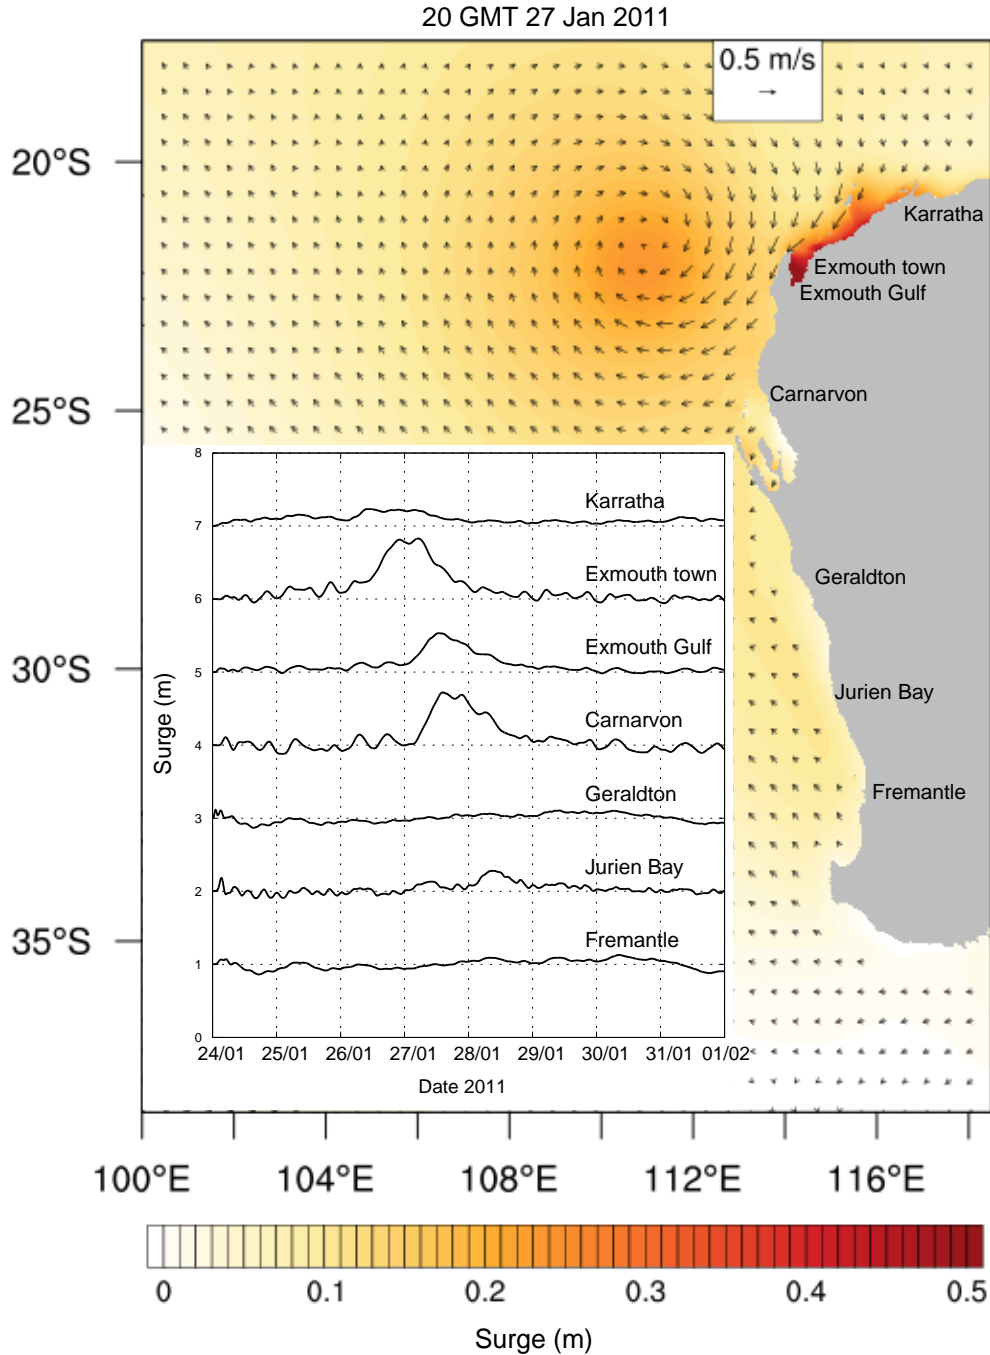 20 GMT 27 Jan 2011
0.5 m/s
20°S
25°S
30°S
35°S
Karratha
Exmouth town
Exmouth Gulf
Carnarvon
Geraldton
Jurien Bay
Fremantle
8
7
6
5
4
3
2
1
0
Surge (m)
Karratha
Exmouth town
Exmouth Gulf
Carnarvon
Geraldton
Jurien Bay
Fremantle
24/01 25/01 26/01 27/01 28/01 29/01 30/01 31/01 01/02
Date 2011
100°E 104°E 108°E 112°E 116°E
0 0.1 0.2 0.3 0.4 0.5
Surge (m)